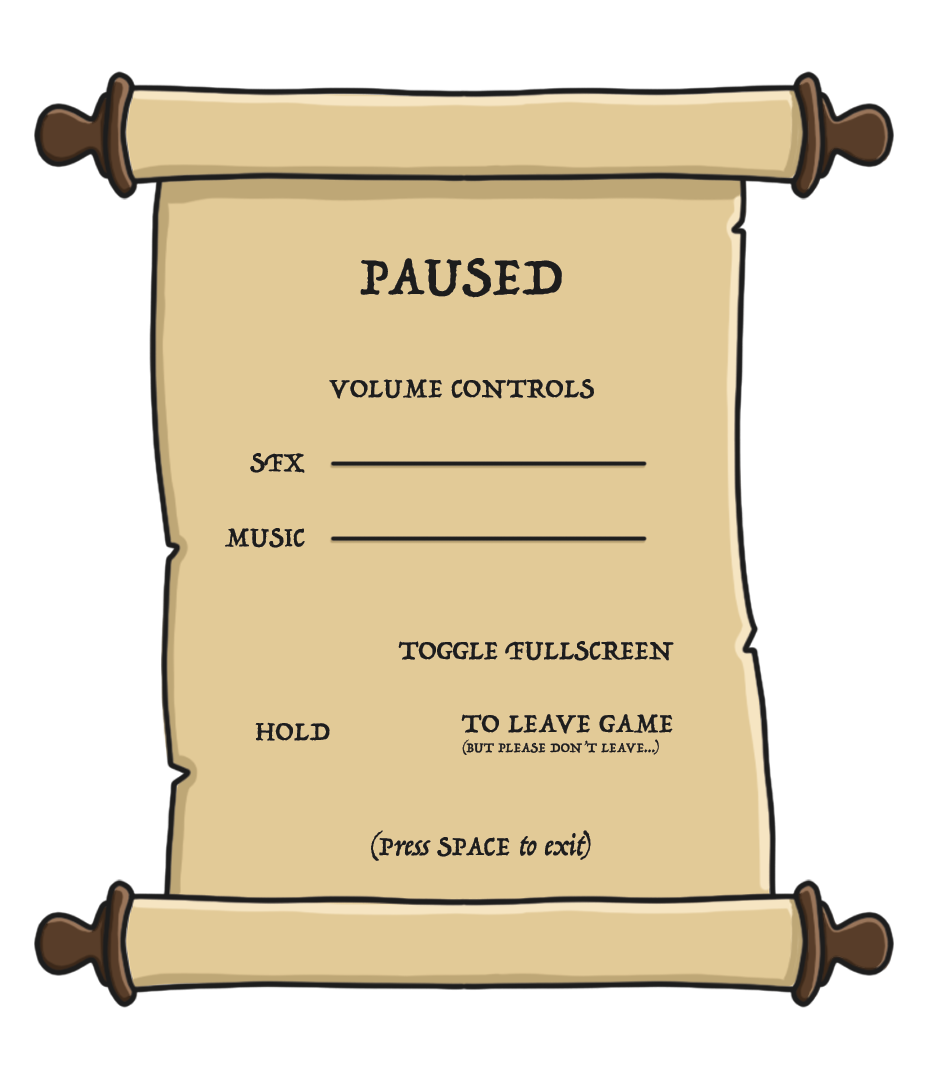 PAUSED
VOLUME CONTROLS
SFX
MUSIC
TOGGLE FULLSCREEN
HOLD TO LEAVE GAME
(BUT PLEASE DON'T LEAVE...)
(Press SPACE to exit)